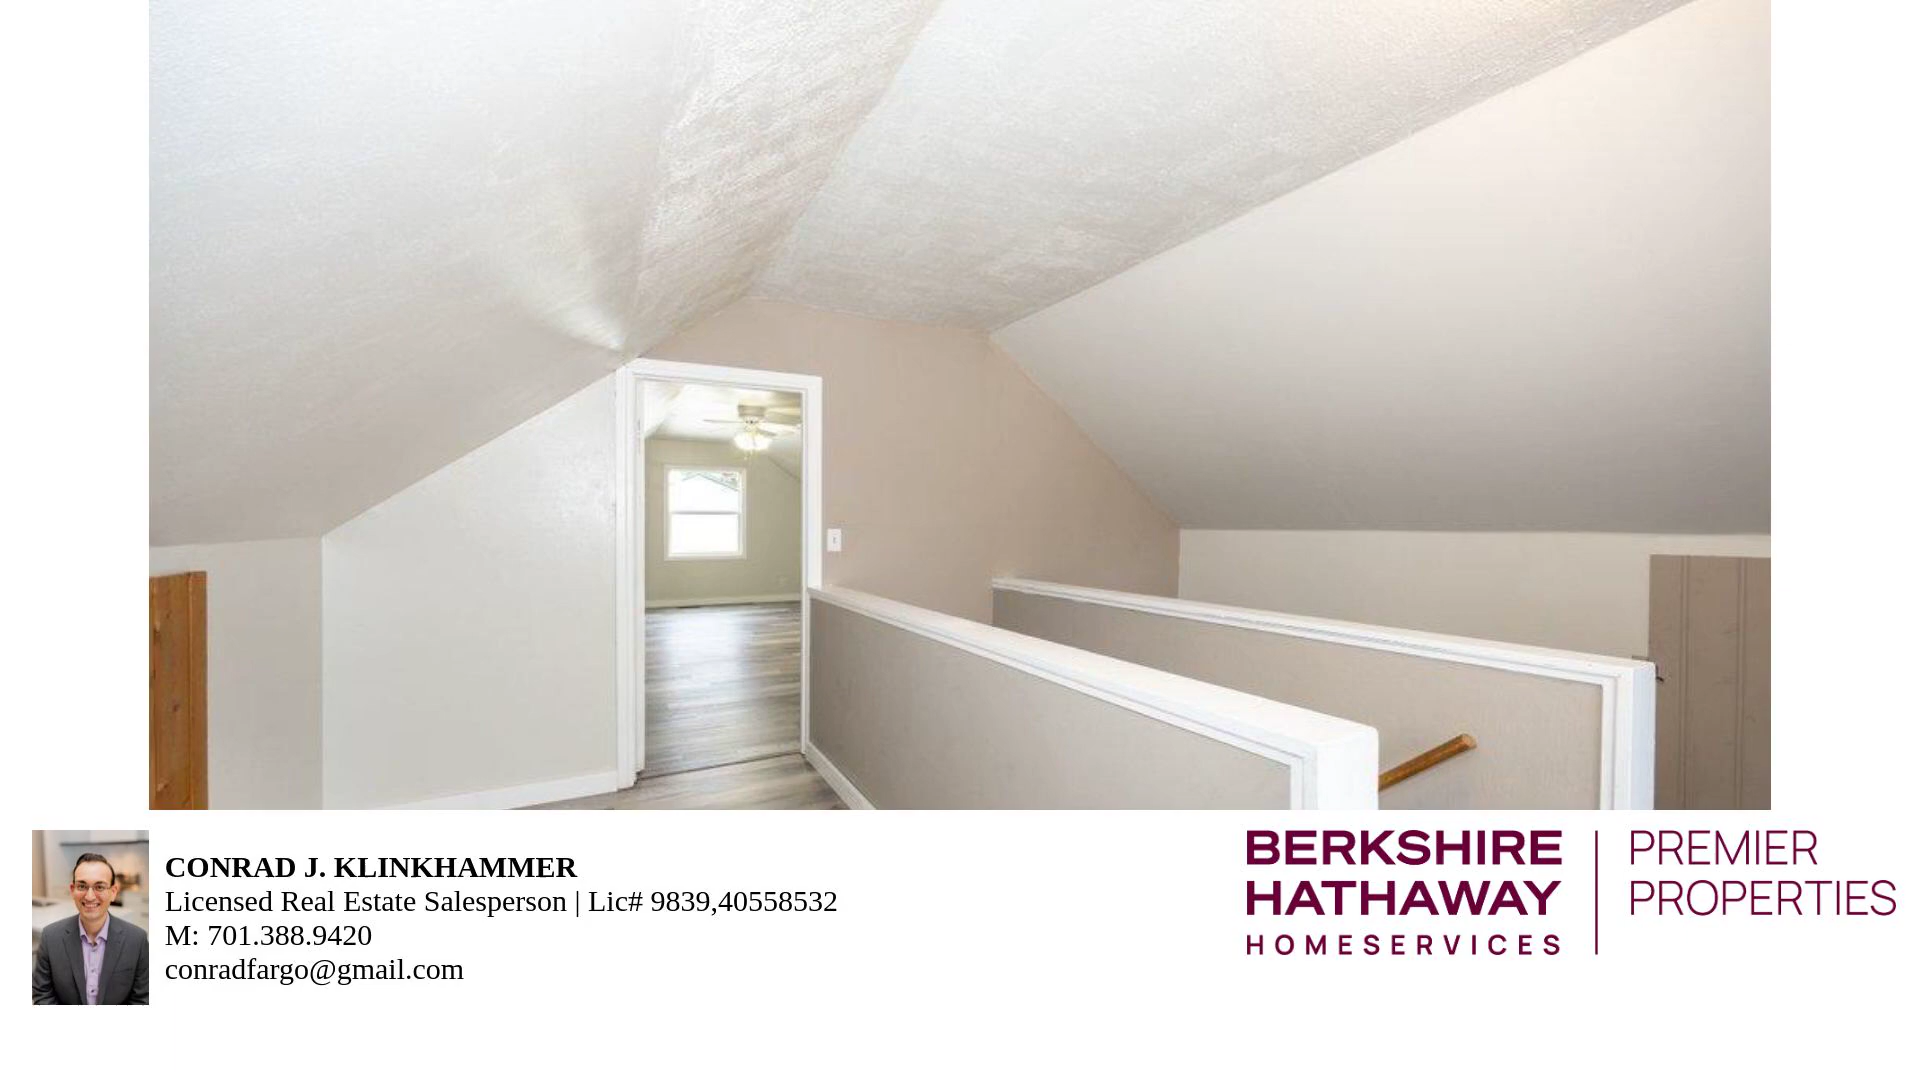 CONRAD J. KLINKHAMMER
Licensed Real Estate Salesperson | Lic# 9839,40558532
M: 701.388.9420
conradfargo@gmail.com
BERKSHIRE
HATHAWAY
HOMESERVICES
PREMIER
PROPERTIES